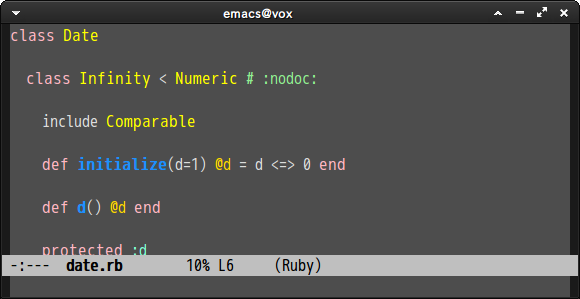 emacs@vox
class Date
class Infinity < Numeric # :nodoc:
include Comparable
def initialize(d=1) @d = d <=> 0 end
def d() @d end
protected :d
-:--- date.rb 10% L6 (Ruby)